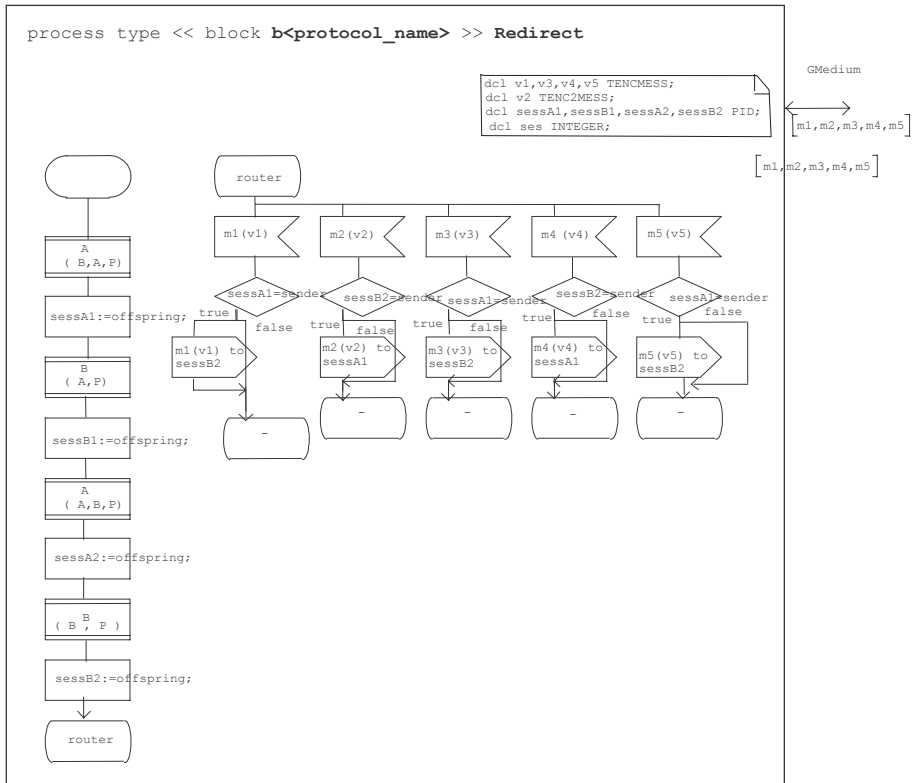 process type << block b<protocol_name> >> Redirect
GMedium
dcl v1,v3,v4,v5 TENCMESS;
dcl v2 TENC2MESS;
dcl sessA1,sessB1,sessA2,sessB2 PID;
dcl ses INTEGER;
[m1,m2,m3,m4,m5]
[m1,m2,m3,m4,m5]
A
( B,A,P)
sessA1:=offspring;
B
( A,P)
sessB1:=offspring;
A
( A,B,P)
sessA2:=offspring;
B
( B , P )
sessB2:=offspring;
router
router
m1(v1)
m2(v2)
m3(v3)
m4 (v4)
m5(v5)
sessA1=sender
sessB2=sender
sessA1=sender
sessB2=sender
sessA1=sender
true
false
true
false
true
false
true
false
true
false
m1(v1) to
sessB2
m2(v2) to
sessA1
m3(v3) to
sessB2
m4(v4) to
sessA1
m5(v5) to
sessB2
-
-
-
-
-